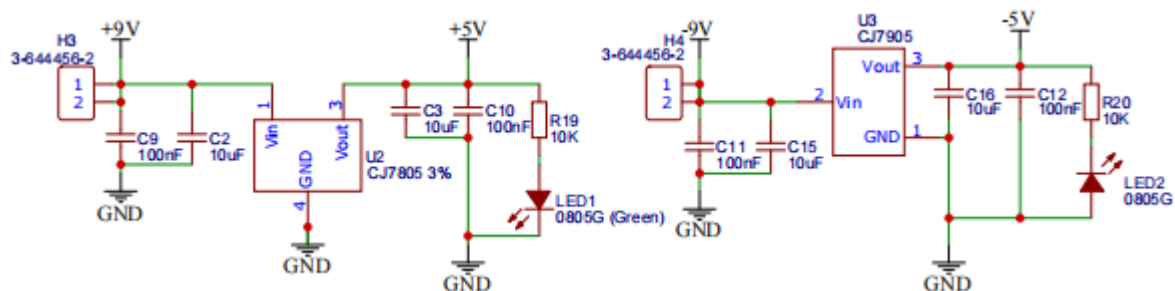 +9V
H3
3-644456-2
1
2
C9
100nF
C2
10uF
GND
1
Vin
3
Vout
GND
4
U2
CJ7805 3%
GND
+5V
C3
10uF
C10
100nF
R19
10K
LED1
0805G (Green)
GND
-9V
H4
3-644456-2
1
2
C11
100nF
C15
10uF
GND
U3
CJ7905
Vout
3
2
Vin
GND
1
-5V
C16
10uF
C12
100nF
R20
10K
LED2
0805G
GND